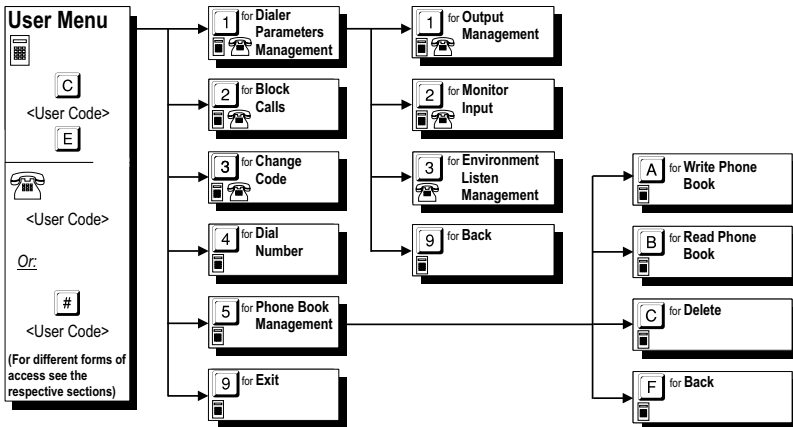 User Menu
C
<User Code>
E
<User Code>
Or:
#
<User Code>
(For different forms of
access see the
respective sections)
1 for Dialer
Parameters
Management
2 for Block
Calls
3 for Change
Code
4 for Dial
Number
5 for Phone Book
Management
9 for Exit
1 for Output
Management
2 for Monitor
Input
3 for Environment
Listen
Management
9 for Back
A for Write Phone
Book
B for Read Phone
Book
C for Delete
F for Back